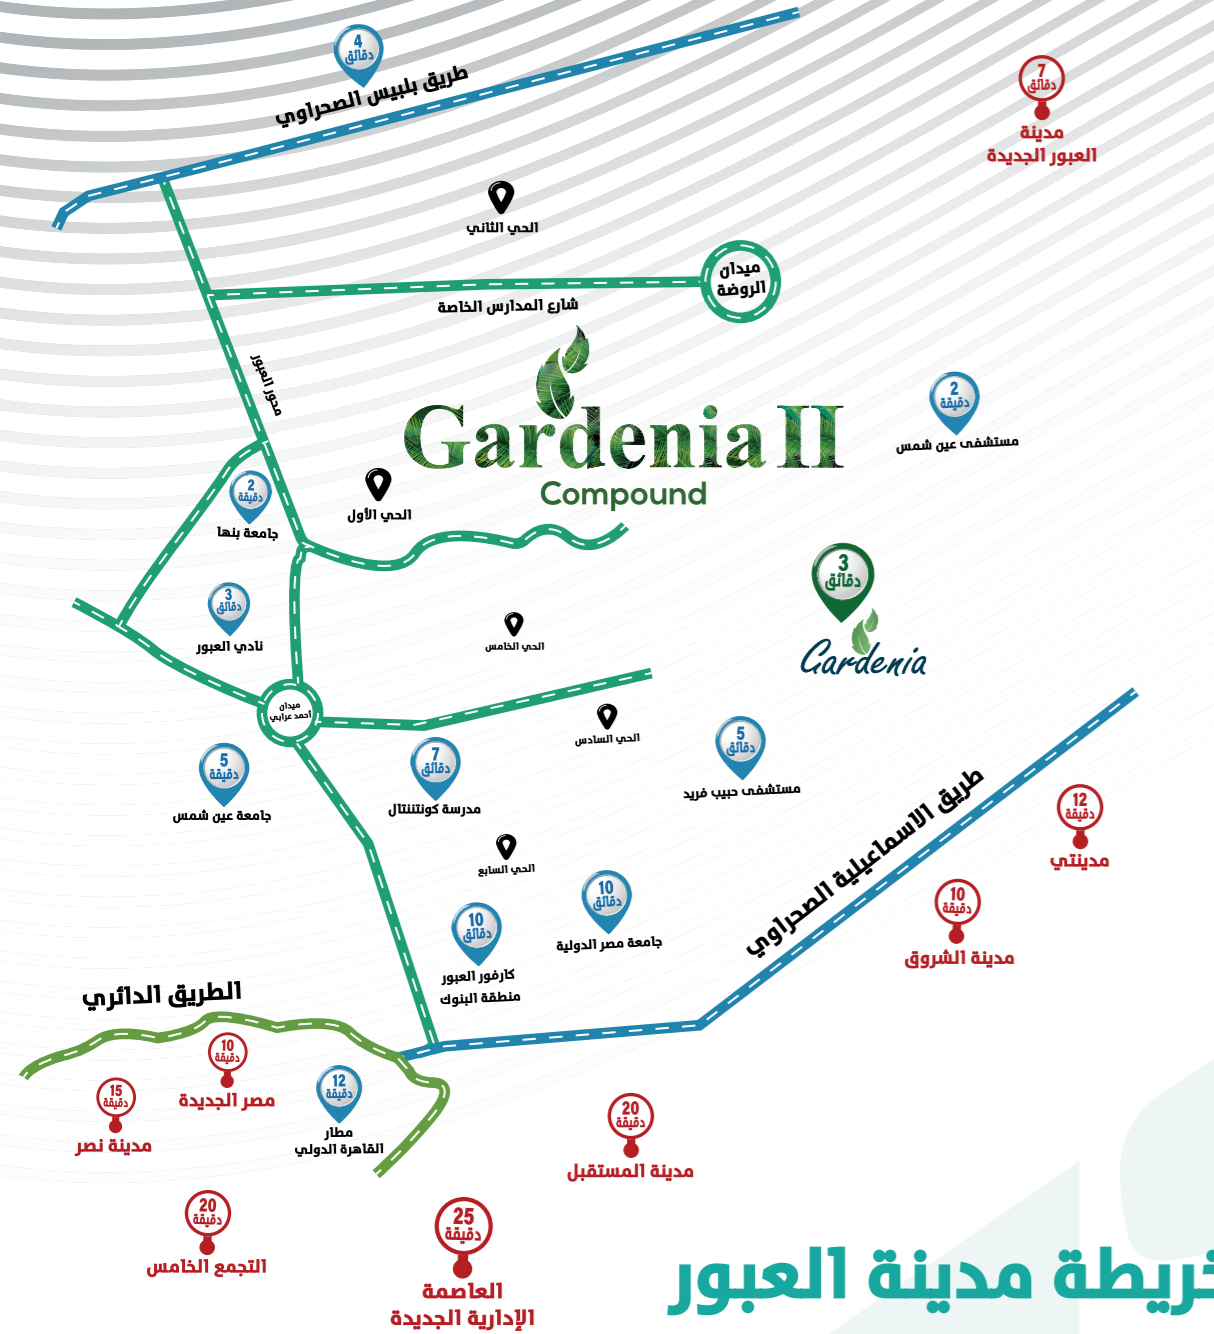 4
دقائق
طريق بلبيس الصحراوي
7
دقائق
مدينة
العبور الجديدة
الحي الثاني
ميدان
الروضة
شارع المدارس الخاصة
محور العبور
Gardenia II
Compound
2
دقيقة
مستشفى عين شمس
2
دقيقة
جامعة بنها
الحي الأول
3
دقائق
Gardenia
3
دقائق
نادي العبور
الحي الخامس
ميدان
أحمد عرابي
الحي السادس
5
دقائق
مستشفى حبيب فريد
7
دقائق
مدرسة كونتننتال
5
دقيقة
جامعة عين شمس
طريق الاسماعيلية الصحراوي
12
دقيقة
مدينتي
الحي السابع
10
دقائق
جامعة مصر الدولية
10
دقيقة
مدينة الشروق
10
دقائق
كارفور العبور
منطقة البنوك
الطريق الدائري
10
دقيقة
مصر الجديدة
15
دقيقة
مدينة نصر
12
دقيقة
مطار
القاهرة الدولي
20
دقيقة
مدينة المستقبل
20
دقيقة
التجمع الخامس
25
دقيقة
العاصمة
الإدارية الجديدة
خريطة مدينة العبور